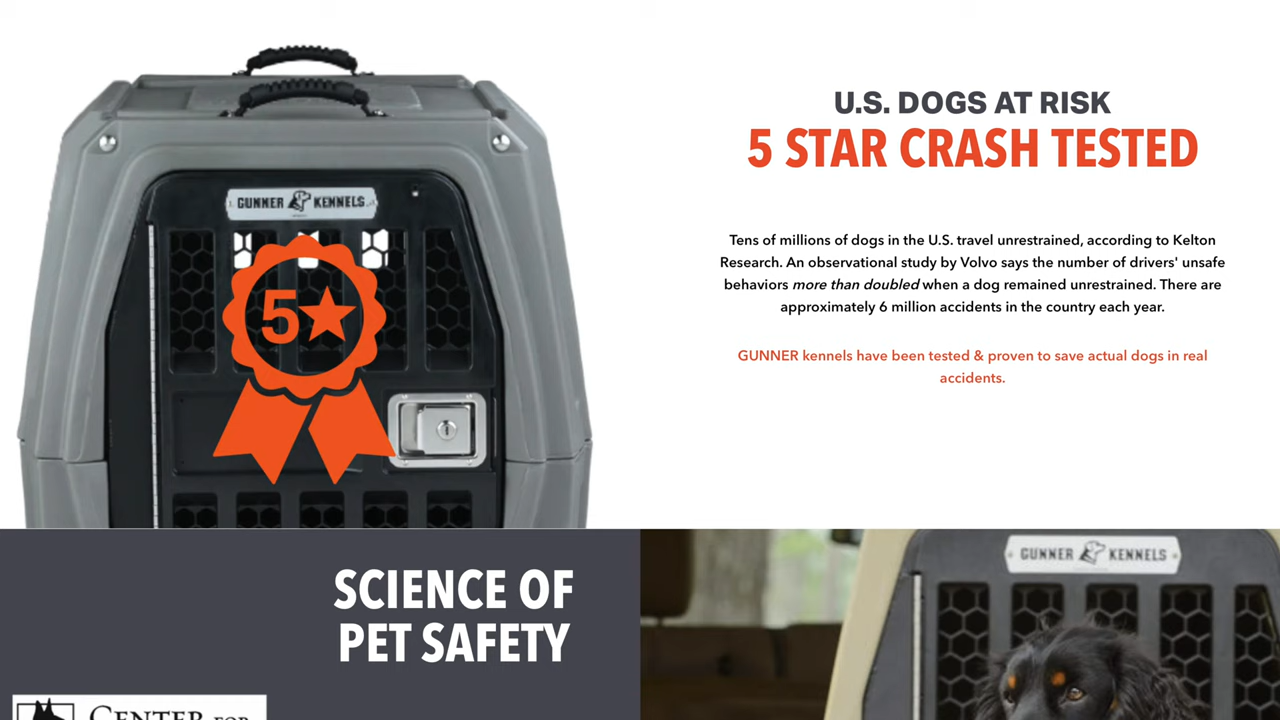 U.S. DOGS AT RISK
5 STAR CRASH TESTED
GUNNER KENNELS
5
Tens of millions of dogs in the U.S. travel unrestrained, according to Kelton
Research. An observational study by Volvo says the number of drivers' unsafe
behaviors more than doubled when a dog remained unrestrained. There are
approximately 6 million accidents in the country each year.
GUNNER kennels have been tested & proven to save actual dogs in real
accidents.
SCIENCE OF
PET SAFETY
CENTER FOR
GUNNER KENNELS